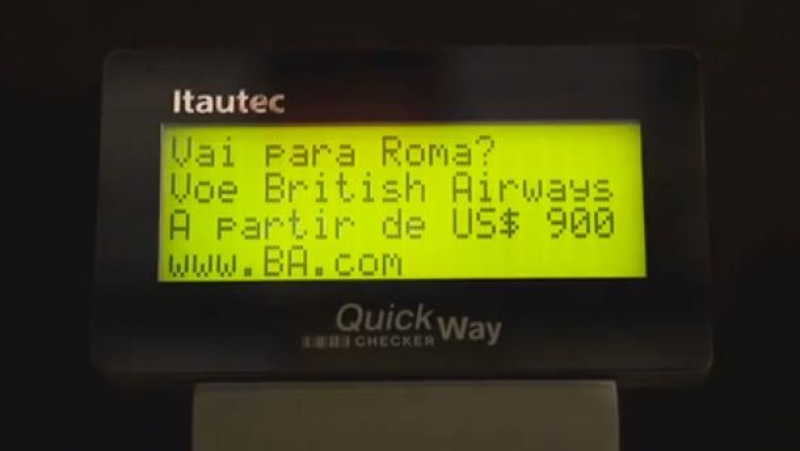 Itautec
Vai para Roma?
Voe British Airways
A partir de US$ 900
www.BA.com
Quick Way
CHECKER